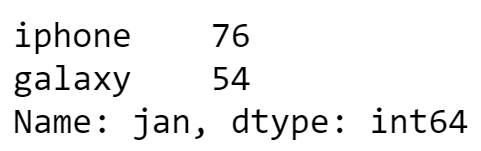 iphone    76
galaxy    54
Name: jan, dtype: int64